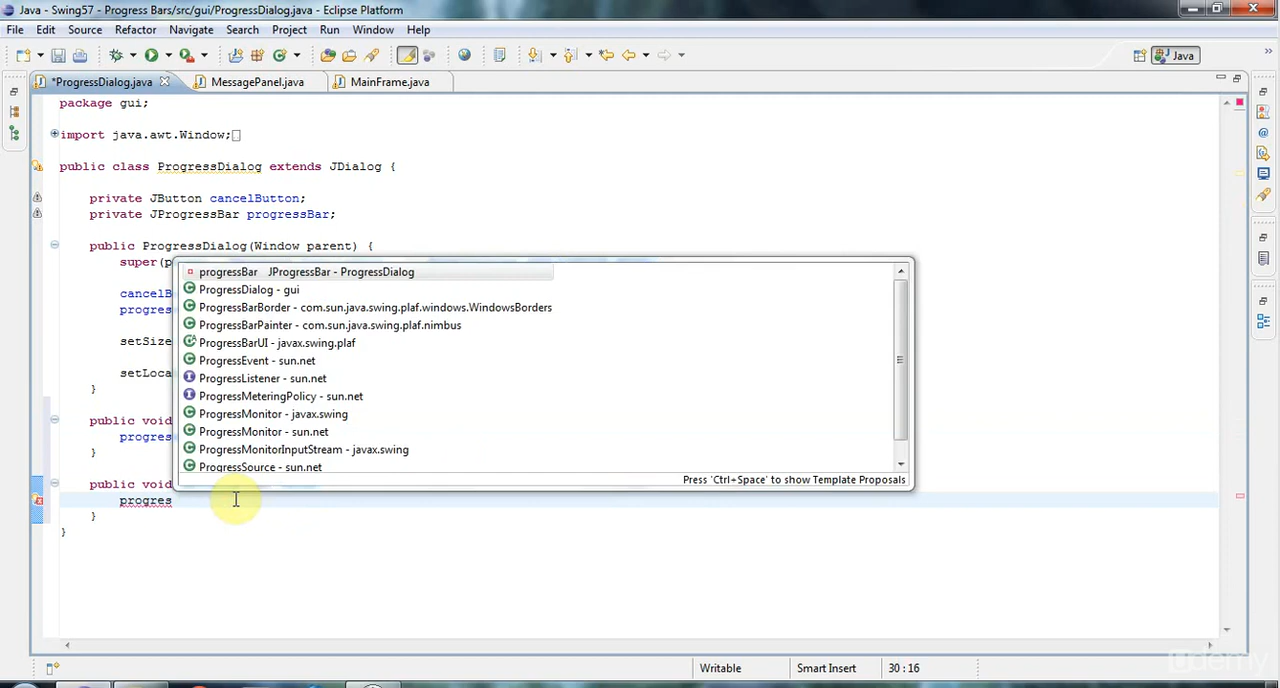 Java - Swing57 - Progress Bars/src/gui/ProgressDialog.java - Eclipse Platform
File Edit Source Refactor Navigate Search Project Run Window Help
Java
*ProgressDialog.java MessagePanel.java MainFrame.java
package gui;
import java.awt.Window;
public class ProgressDialog extends JDialog {
private JButton cancelButton;
private JProgressBar progressBar;
public ProgressDialog(Window parent) {
super(p
progressBar JProgressBar - ProgressDialog
ProgressDialog - gui
cancelB
ProgressBarBorder - com.sun.java.swing.plaf.windows.WindowsBorders
progres
ProgressBarPainter - com.sun.java.swing.plaf.nimbus
setSize
ProgressBarUI - javax.swing.plaf
ProgressEvent - sun.net
setLoca
ProgressListener - sun.net
}
ProgressMeteringPolicy - sun.net
ProgressMonitor - javax.swing
public void
ProgressMonitor - sun.net
progres
ProgressMonitorInputStream - javax.swing
}
ProgressSource - sun.net
Press 'Ctrl+Space' to show Template Proposals
public void
progres
}
}
Writable Smart Insert 30 : 16
udemy